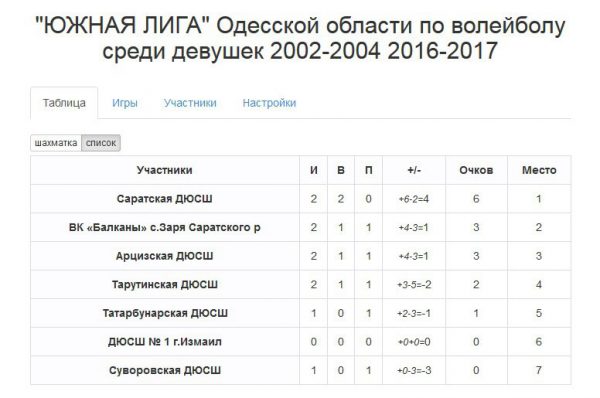 "ЮЖНАЯ ЛИГА" Одесской области по волейболу
среди девушек 2002-2004 2016-2017
Таблица Игры Участники Настройки
шахматка список
Участники И В П +/- Очков Место
Саратская ДЮСШ 2 2 0 +6-2=4 6 1
ВК «Балканы» с.Заря Саратского р 2 1 1 +4-3=1 3 2
Арцизская ДЮСШ 2 1 1 +4-3=1 3 3
Тарутинская ДЮСШ 2 1 1 +3-5=-2 2 4
Татарбунарская ДЮСШ 1 0 1 +2-3=-1 1 5
ДЮСШ № 1 г.Измаил 0 0 0 +0+0=0 0 6
Суворовская ДЮСШ 1 0 1 +0-3=-3 0 7